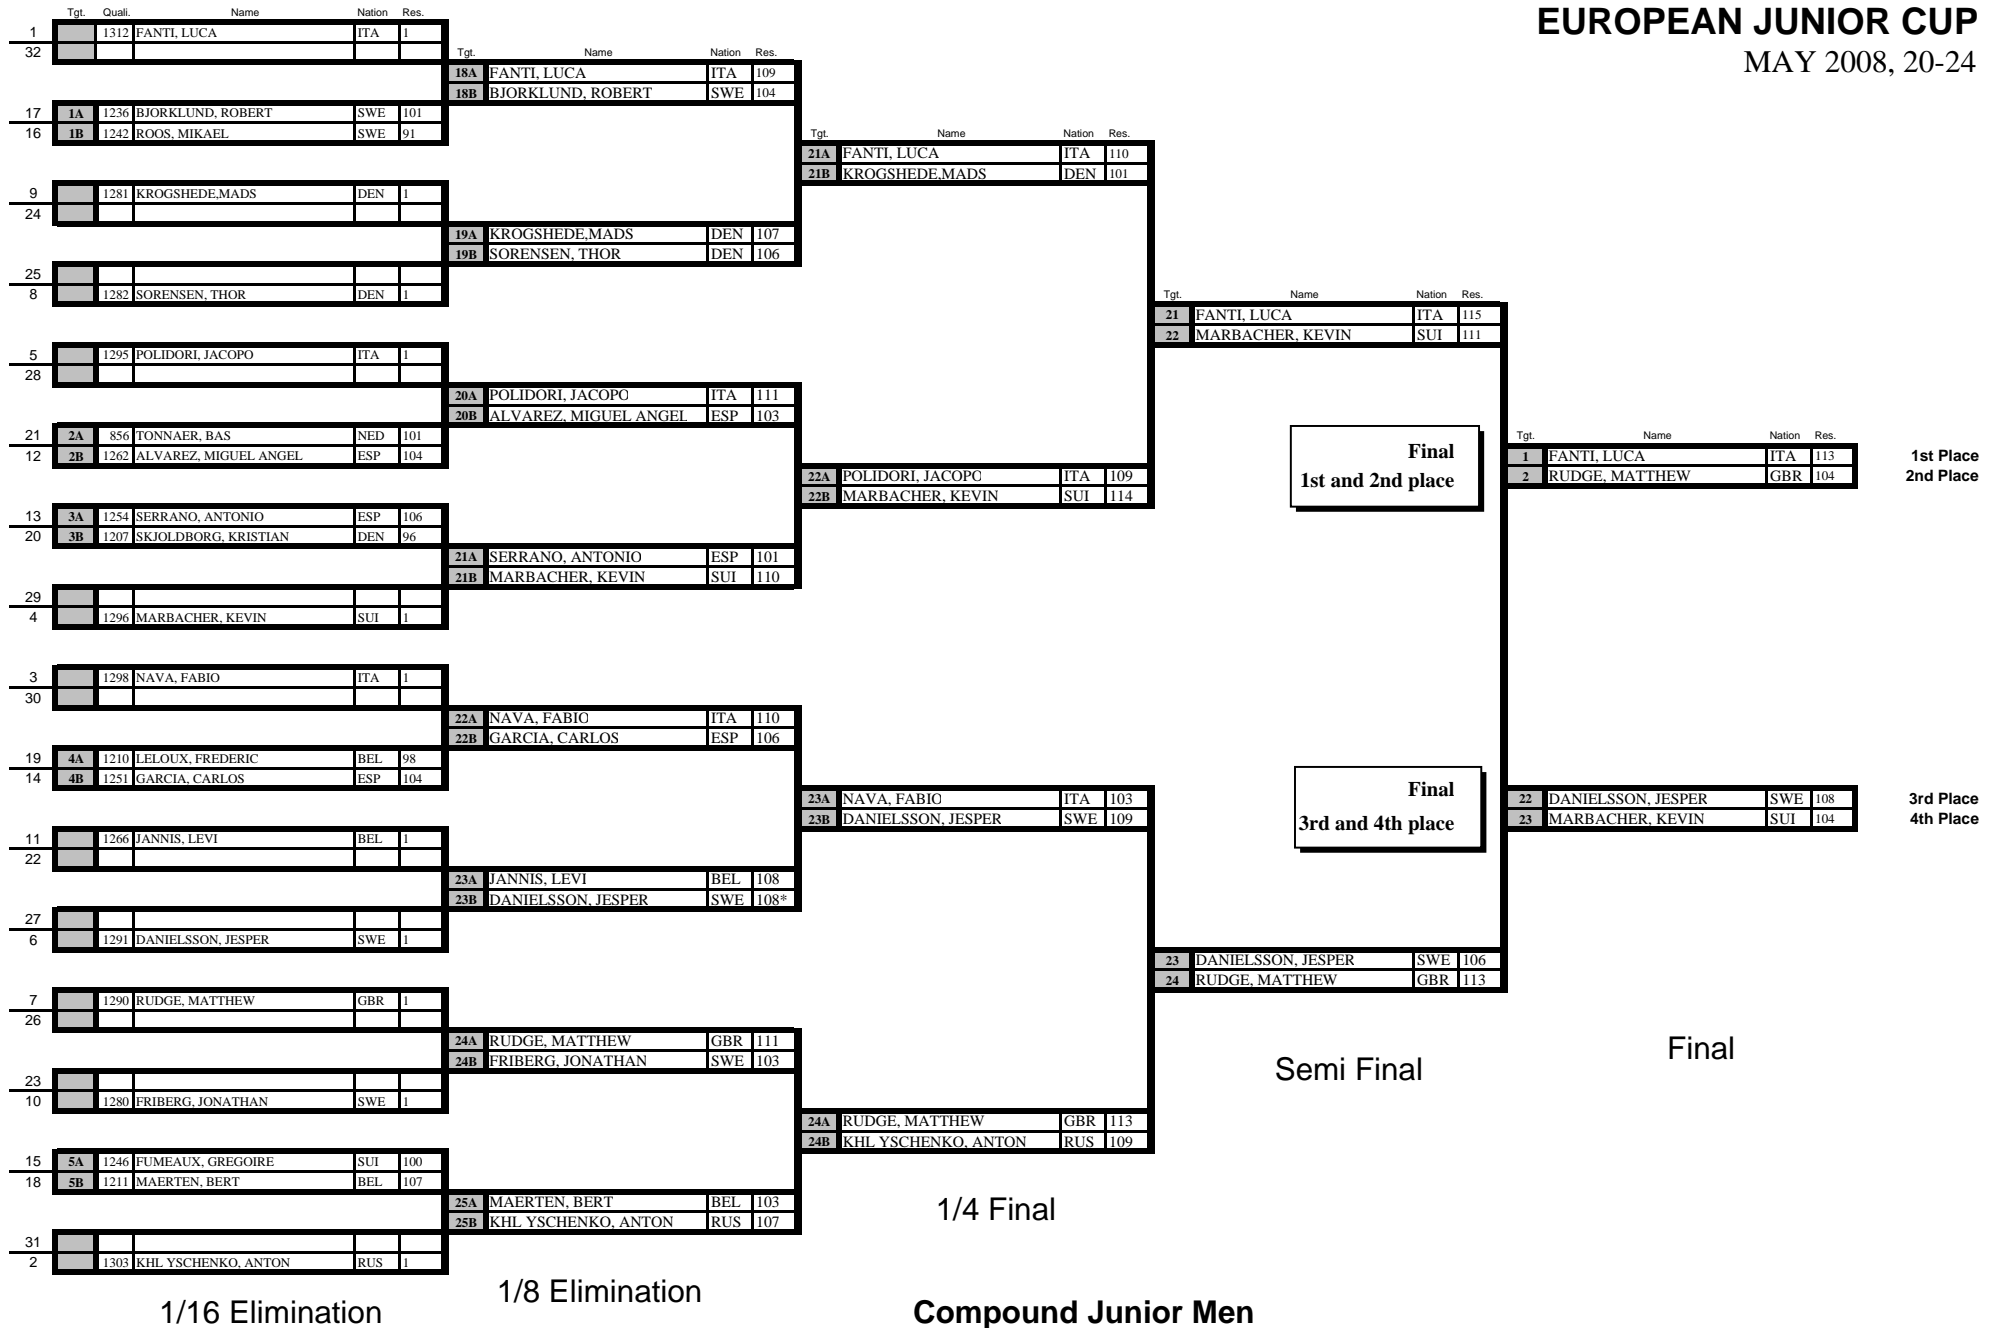 EUROPEAN JUNIOR CUP
MAY 2008, 20-24
Tgt. Quali. Name Nation Res.
1 1312 FANTI, LUCA ITA 1
32
17 1A 1236 BJORKLUND, ROBERT SWE 101
16 1B 1242 ROOS, MIKAEL SWE 91
9 1281 KROGSHEDE,MADS DEN 1
24
25
8 1282 SORENSEN, THOR DEN 1
5 1295 POLIDORI, JACOPO ITA 1
28
21 2A 856 TONNAER, BAS NED 101
12 2B 1262 ALVAREZ, MIGUEL ANGEL ESP 104
13 3A 1254 SERRANO, ANTONIO ESP 106
20 3B 1207 SKJOLDBORG, KRISTIAN DEN 96
29
4 1296 MARBACHER, KEVIN SUI 1
3 1298 NAVA, FABIO ITA 1
30
19 4A 1210 LELOUX, FREDERIC BEL 98
14 4B 1251 GARCIA, CARLOS ESP 104
11 1266 JANNIS, LEVI BEL 1
22
27
6 1291 DANIELSSON, JESPER SWE 1
7 1290 RUDGE, MATTHEW GBR 1
26
23
10 1280 FRIBERG, JONATHAN SWE 1
15 5A 1246 FUMEAUX, GREGOIRE SUI 100
18 5B 1211 MAERTEN, BERT BEL 107
31
2 1303 KHL YSCHENKO, ANTON RUS 1
1/16 Elimination
Tgt. Name Nation Res.
18A FANTI, LUCA ITA 109
18B BJORKLUND, ROBERT SWE 104
19A KROGSHEDE,MADS DEN 107
19B SORENSEN, THOR DEN 106
20A POLIDORI, JACOPO ITA 111
20B ALVAREZ, MIGUEL ANGEL ESP 103
21A SERRANO, ANTONIO ESP 101
21B MARBACHER, KEVIN SUI 110
22A NAVA, FABIO ITA 110
22B GARCIA, CARLOS ESP 106
23A JANNIS, LEVI BEL 108
23B DANIELSSON, JESPER SWE 108*
24A RUDGE, MATTHEW GBR 111
24B FRIBERG, JONATHAN SWE 103
25A MAERTEN, BERT BEL 103
25B KHL YSCHENKO, ANTON RUS 107
1/8 Elimination
Tgt. Name Nation Res.
21A FANTI, LUCA ITA 110
21B KROGSHEDE,MADS DEN 101
22A POLIDORI, JACOPO ITA 109
22B MARBACHER, KEVIN SUI 114
23A NAVA, FABIO ITA 103
23B DANIELSSON, JESPER SWE 109
24A RUDGE, MATTHEW GBR 113
24B KHL YSCHENKO, ANTON RUS 109
1/4 Final
Tgt. Name Nation Res.
21 FANTI, LUCA ITA 115
22 MARBACHER, KEVIN SUI 111
23 DANIELSSON, JESPER SWE 106
24 RUDGE, MATTHEW GBR 113
Semi Final
Final
1st and 2nd place
Tgt. Name Nation Res.
1 FANTI, LUCA ITA 113 1st Place
2 RUDGE, MATTHEW GBR 104 2nd Place
Final
3rd and 4th place
22 DANIELSSON, JESPER SWE 108 3rd Place
23 MARBACHER, KEVIN SUI 104 4th Place
Final
Compound Junior Men